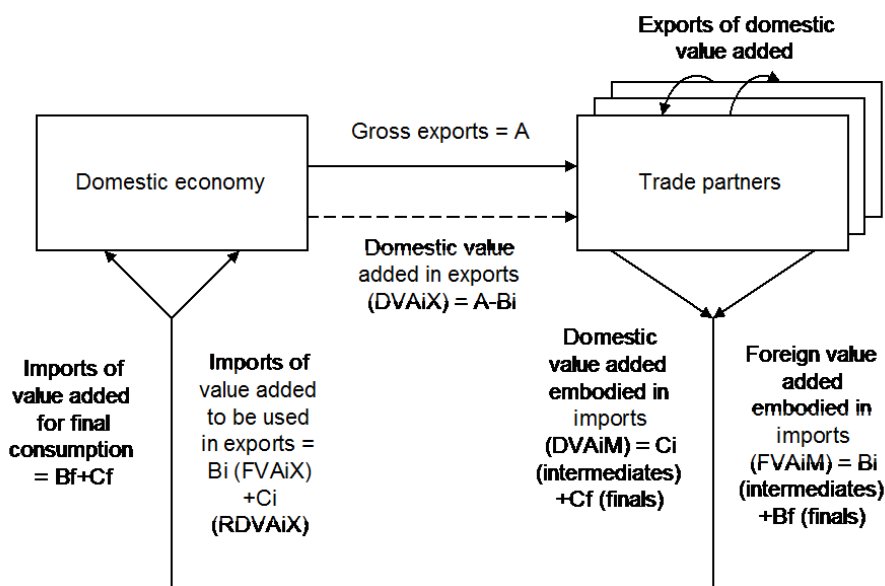 Exports of domestic
value added
Gross exports = A
Domestic economy
Trade partners
Domestic value
added in exports
(DVAiX) = A-Bi
Imports of
value added
for final
consumption
= Bf+Cf
Imports of
value added
to be used
in exports =
Bi (FVAiX)
+Ci
(RDVAiX)
Domestic
value added
embodied in
imports
(DVAiM) = Ci
(intermediates)
+Cf (finals)
Foreign value
added
embodied in
imports
(FVAiM) = Bi
(intermediates)
+Bf (finals)